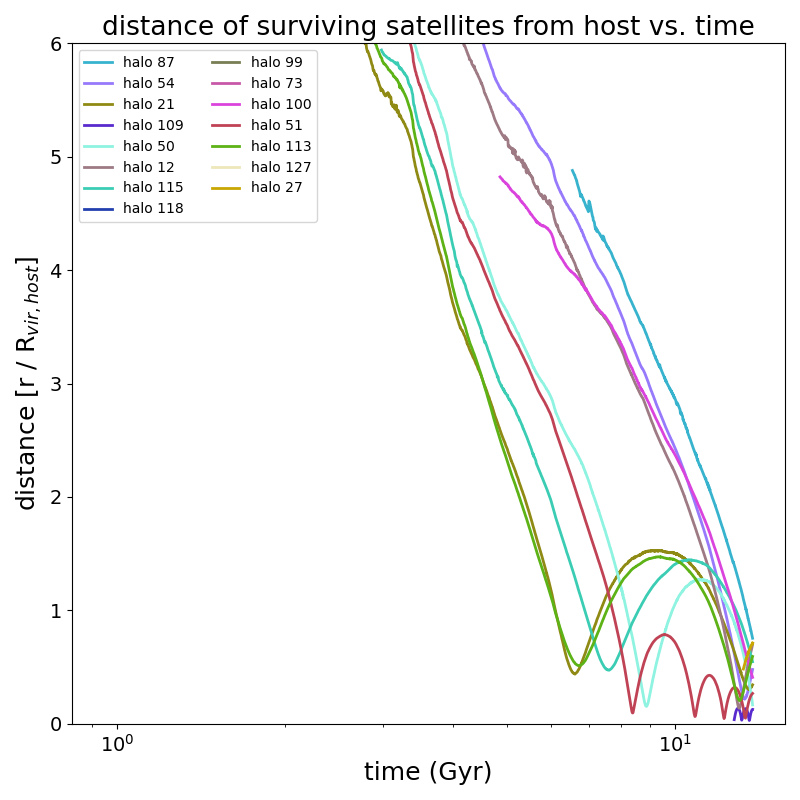 distance of surviving satellites from host vs. time
6
5
4
3
2
1
0
distance [r / R_{vir,host}]
halo 87
halo 54
halo 21
halo 109
halo 50
halo 12
halo 115
halo 118
halo 99
halo 73
halo 100
halo 51
halo 113
halo 127
halo 27
10^0
10^1
time (Gyr)